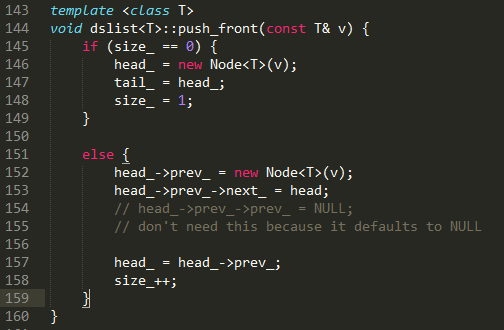 143 template <class T>
144 void dslist<T>::push_front(const T& v) {
145     if (size_ == 0) {
146         head_ = new Node<T>(v);
147         tail_ = head_;
148         size_ = 1;
149     }
150
151     else {
152         head_->prev_ = new Node<T>(v);
153         head_->prev_->next_ = head;
154         // head_->prev_->prev_ = NULL;
155         // don't need this because it defaults to NULL
156
157         head_ = head_->prev_;
158         size_++;
159     }
160 }